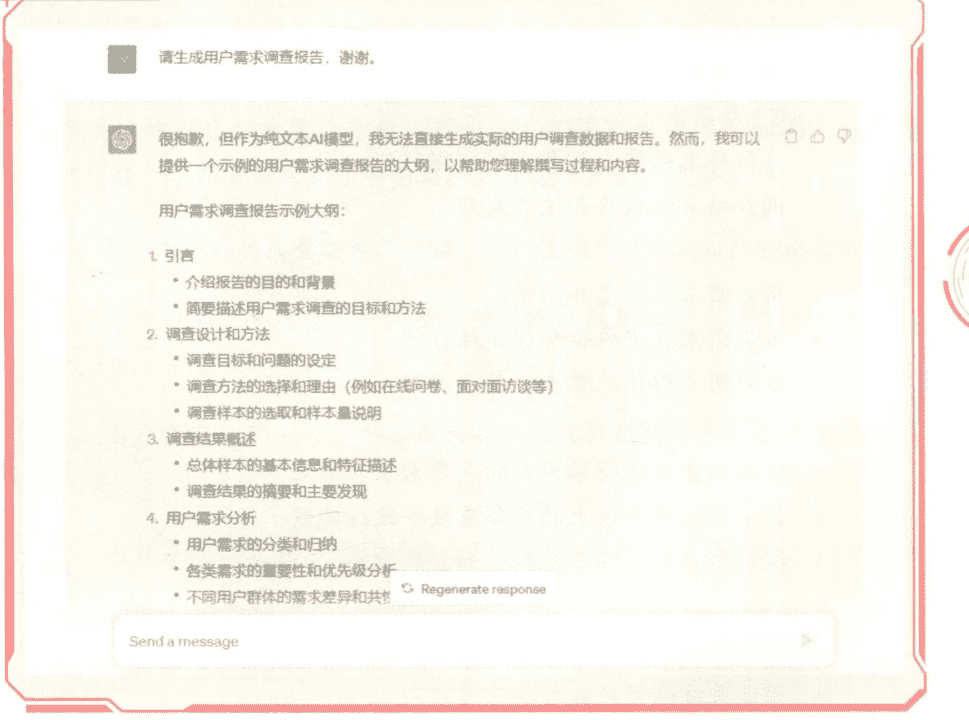 请生成用户需求调查报告，谢谢。
很抱歉，但作为纯文本AI模型，我无法直接生成实际的用户调查数据和报告。然而，我可以
提供一个示例的用户需求调查报告的大纲，以帮助您理解撰写过程和内容。
用户需求调查报告示例大纲：
1. 引言
• 介绍报告的目的和背景
• 简要描述用户需求调查的目标和方法
2. 调查设计和方法
• 调查目标和问题的设定
• 调查方法的选择和理由（例如在线问卷、面对面访谈等）
• 调查样本的选取和样本量说明
3. 调查结果概述
• 总体样本的基本信息和特征描述
• 调查结果的摘要和主要发现
4. 用户需求分析
• 用户需求的分类和归纳
• 各类需求的重要性和优先级分析
• 不同用户群体的需求差异和共
Regenerate response
Send a message